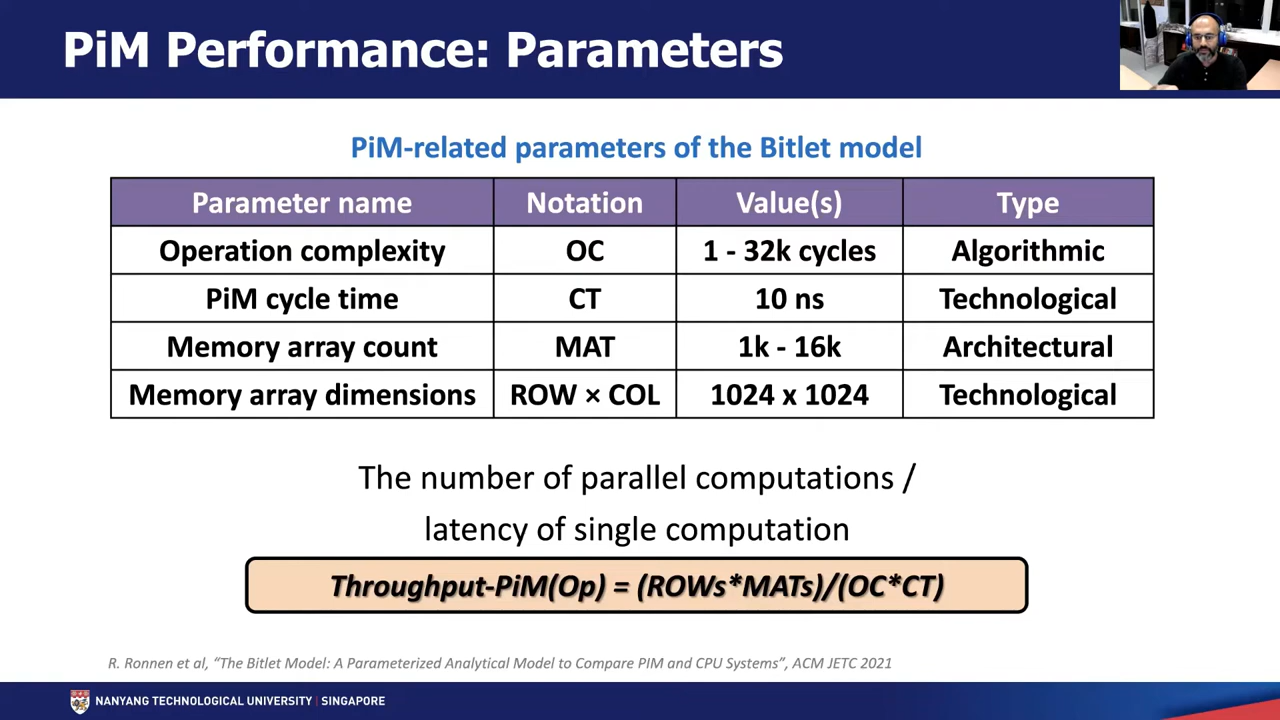 PiM Performance: Parameters
PiM-related parameters of the Bitlet model
Parameter name Notation Value(s) Type
Operation complexity OC 1 - 32k cycles Algorithmic
PiM cycle time CT 10 ns Technological
Memory array count MAT 1k - 16k Architectural
Memory array dimensions ROW × COL 1024 x 1024 Technological
The number of parallel computations /
latency of single computation
Throughput-PiM(Op) = (ROWs*MATs)/(OC*CT)
R. Ronnen et al, “The Bitlet Model: A Parameterized Analytical Model to Compare PIM and CPU Systems”, ACM JETC 2021
NANYANG TECHNOLOGICAL UNIVERSITY | SINGAPORE